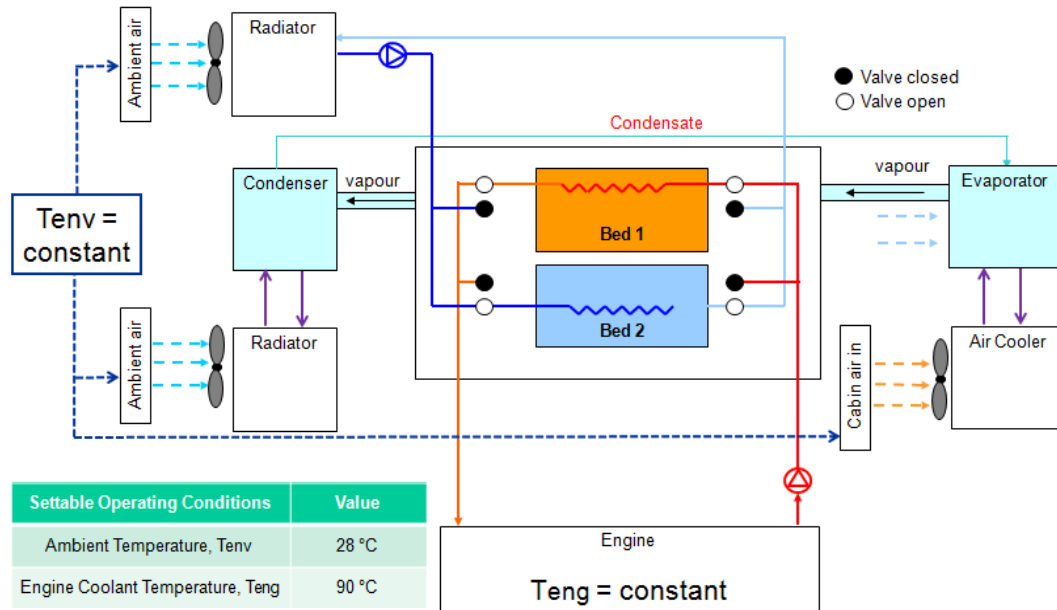 Radiator
Ambient air
Valve closed
Valve open
Condensate
Condenser
vapour
vapour
Evaporator
Bed 1
Tenv =
constant
Bed 2
Ambient air
Radiator
Cabin air in
Air Cooler
Settable Operating Conditions Value
Ambient Temperature, Tenv 28 °C
Engine Coolant Temperature, Teng 90 °C
Engine
Teng = constant